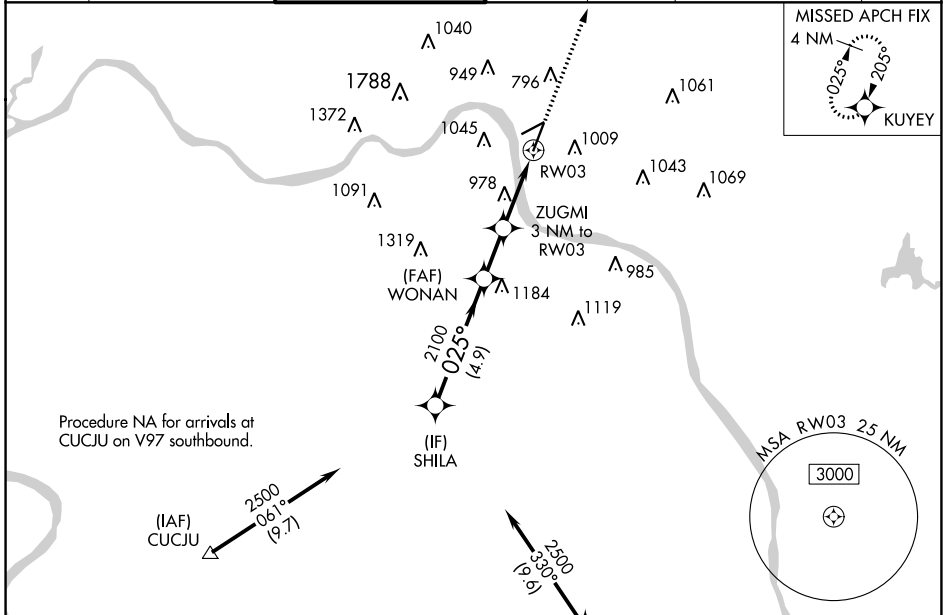 MISSED APCH FIX
4 NM
025°
205°
KUYEY
1040
949
796
1788
1061
1372
1045
1009
RW03
1043
1069
1091
978
ZUGMI
3 NM to
RW03
1319
985
(FAF)
WONAN
1184
1119
2100
025°
(4.9)
Procedure NA for arrivals at
CUCJU on V97 southbound.
(IF)
SHILA
MSA RW03 25 NM
3000
2500
061°
(9.7)
(IAF)
CUCJU
2500
330°
(9.6)